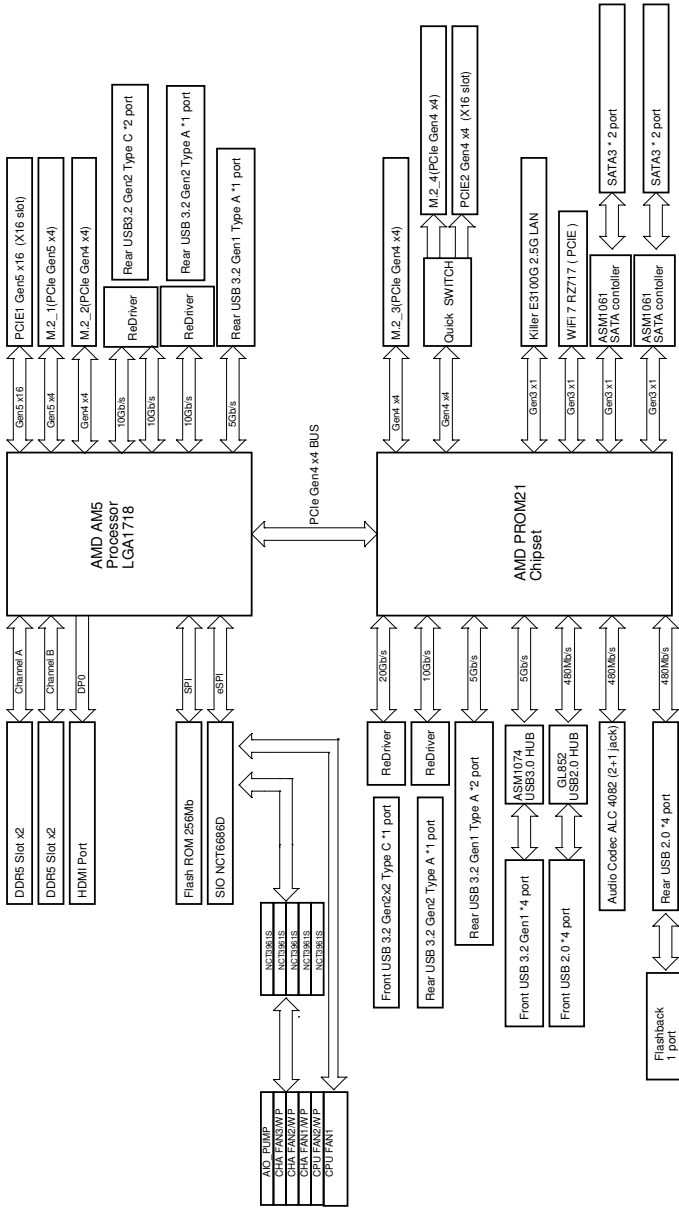 DDR5 Slot x2
DDR5 Slot x2
HDMI Port
Flash ROM 256Mb
SIO NCT6686D
Channel A
Channel B
DP0
SPI
eSPI
AMD AM5
Processor
LGA1718
Gen5 x16
Gen5 x4
Gen4 x4
10Gb/s
10Gb/s
10Gb/s
5Gb/s
PCIE1 Gen5 x16 (X16 slot)
M.2_1(PCIe Gen5 x4)
M.2_2(PCIe Gen4 x4)
ReDriver
Rear USB3.2 Gen2 Type C *2 port
ReDriver
Rear USB 3.2 Gen2 Type A *1 port
Rear USB 3.2 Gen1 Type A *1 port
AIO_PUMP
CHA FAN3/WP
CHA FAN2/WP
CHA FAN1/WP
CPU FAN2/WP
CPU FAN1
NCT3961S
NCT3961S
NCT3961S
NCT3961S
NCT3961S
PCIe Gen4 x4 BUS
Front USB 3.2 Gen2x2 Type C *1 port
ReDriver
20Gb/s
Rear USB 3.2 Gen2 Type A *1 port
ReDriver
10Gb/s
Rear USB 3.2 Gen1 Type A *2 port
5Gb/s
Front USB 3.2 Gen1 *4 port
ASM1074
USB3.0 HUB
5Gb/s
Front USB 2.0 *4 port
GL852
USB2.0 HUB
480Mb/s
Audio Codec ALC 4082 (2+1 jack)
480Mb/s
Flashback
1 port
Rear USB 2.0 *4 port
480Mb/s
AMD PROM21
Chipset
Gen4 x4
M.2_3(PCIe Gen4 x4)
Gen4 x4
Quick SWITCH
M.2_4(PCIe Gen4 x4)
PCIE2 Gen4 x4 (X16 slot)
Gen3 x1
Killer E3100G 2.5G LAN
Gen3 x1
WiFi 7 RZ717 ( PCIE )
Gen3 x1
ASM1061
SATA contoller
SATA3 * 2 port
Gen3 x1
ASM1061
SATA contoller
SATA3 * 2 port